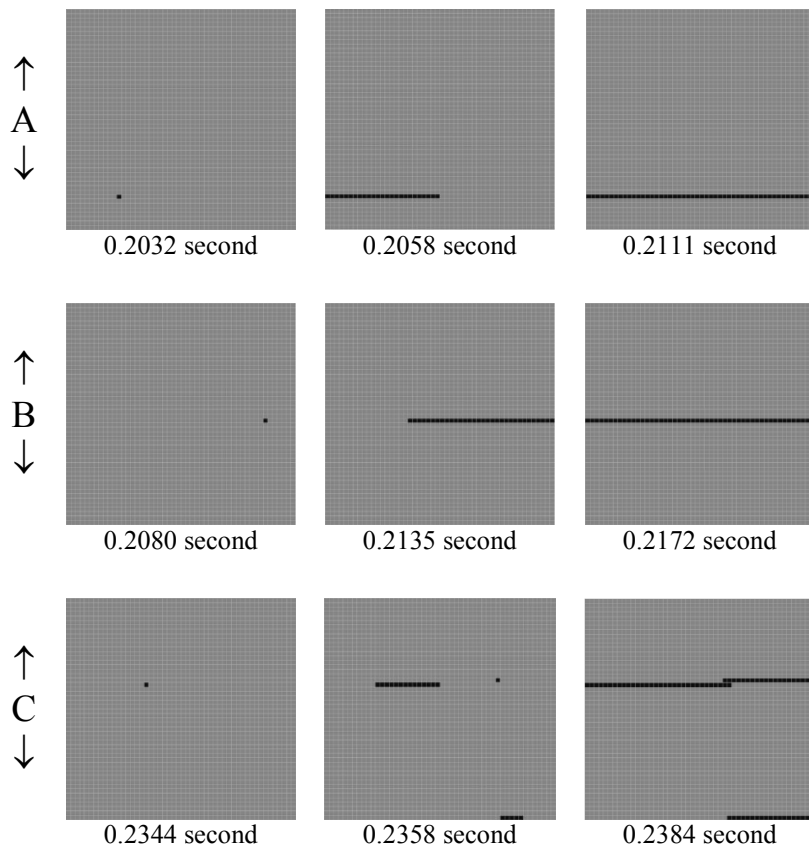 ↑
A
↓
0.2032 second 0.2058 second 0.2111 second
↑
B
↓
0.2080 second 0.2135 second 0.2172 second
↑
C
↓
0.2344 second 0.2358 second 0.2384 second